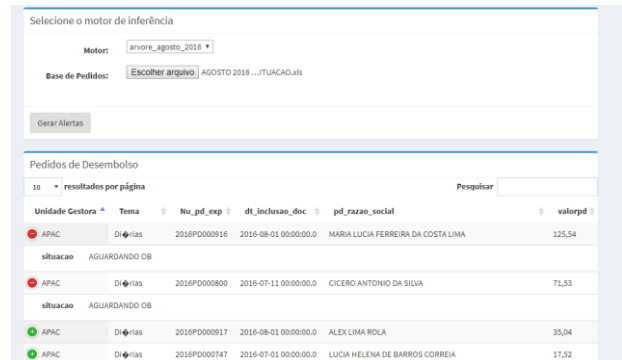 Selecione o motor de inferência
Motor: arvore_agosto_2016
Base de Pedidos: Escolher arquivo AGOSTO 2016 ...ITUACAO.xls
Gerar Alertas
Pedidos de Desembolso
10 resultados por página Pesquisar
Unidade Gestora Tema Nu_pd_exp dt_inclusao_doc pd_razao_social valorpd
APAC Di�rias 2016PD000916 2016-08-01 00:00:00.0 MARIA LUCIA FERREIRA DA COSTA LIMA 125,54
situacao AGUARDANDO OB
APAC Di�rias 2016PD000800 2016-07-11 00:00:00.0 CICERO ANTONIO DA SILVA 71,53
situacao AGUARDANDO OB
APAC Di�rias 2016PD000917 2016-08-01 00:00:00.0 ALEX LIMA ROLA 35,04
APAC Di�rias 2016PD000747 2016-07-01 00:00:00.0 LUCIA HELENA DE BARROS CORREIA 17,52